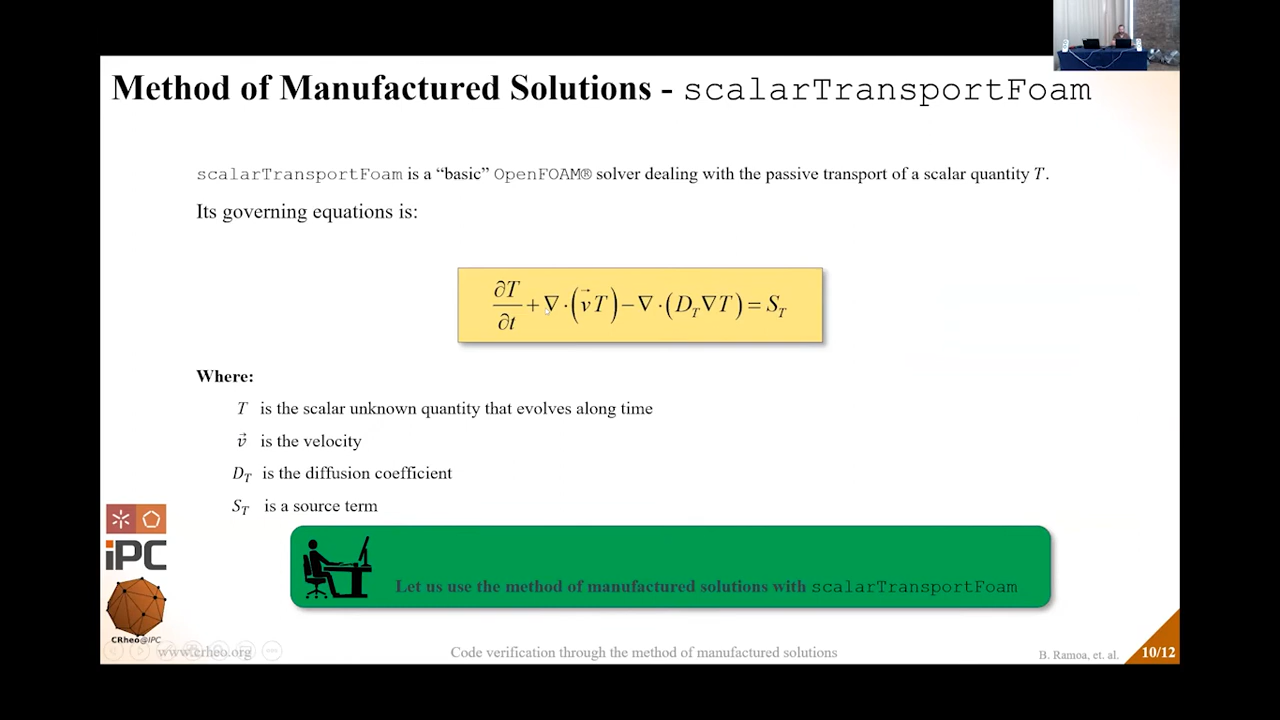 Method of Manufactured Solutions - scalarTransportFoam
scalarTransportFoam is a “basic” OpenFOAM® solver dealing with the passive transport of a scalar quantity T.
Its governing equations is:
∂T/∂t + ∇·(v⃗T) − ∇·(D_T∇T) = S_T
Where:
T is the scalar unknown quantity that evolves along time
v⃗ is the velocity
D_T is the diffusion coefficient
S_T is a source term
Let us use the method of manufactured solutions with scalarTransportFoam
iPC
CRheo@IPC
www.crheo.org
Code verification through the method of manufactured solutions
B. Ramoa, et. al.
10/12